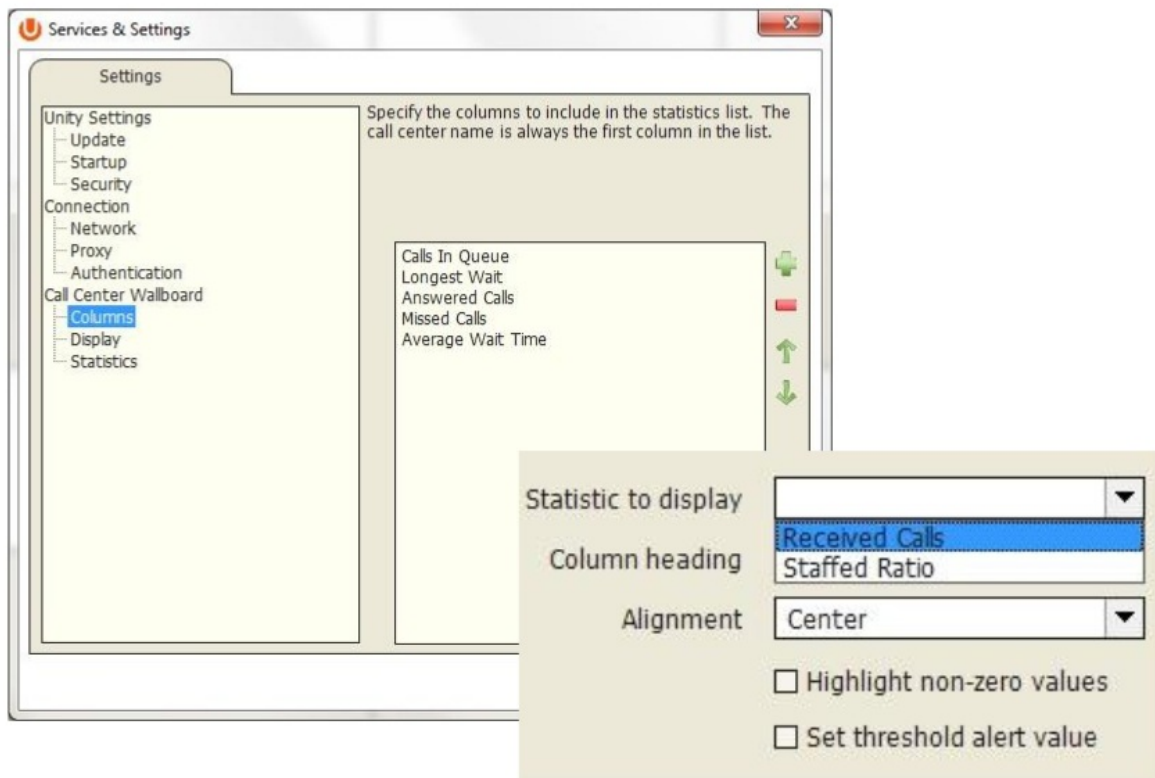 Services & Settings
Settings
Unity Settings
Update
Startup
Security
Connection
Network
Proxy
Authentication
Call Center Wallboard
Columns
Display
Statistics
Specify the columns to include in the statistics list. The
call center name is always the first column in the list.
Calls In Queue
Longest Wait
Answered Calls
Missed Calls
Average Wait Time
Statistic to display
Received Calls
Staffed Ratio
Column heading
Alignment
Center
Highlight non-zero values
Set threshold alert value